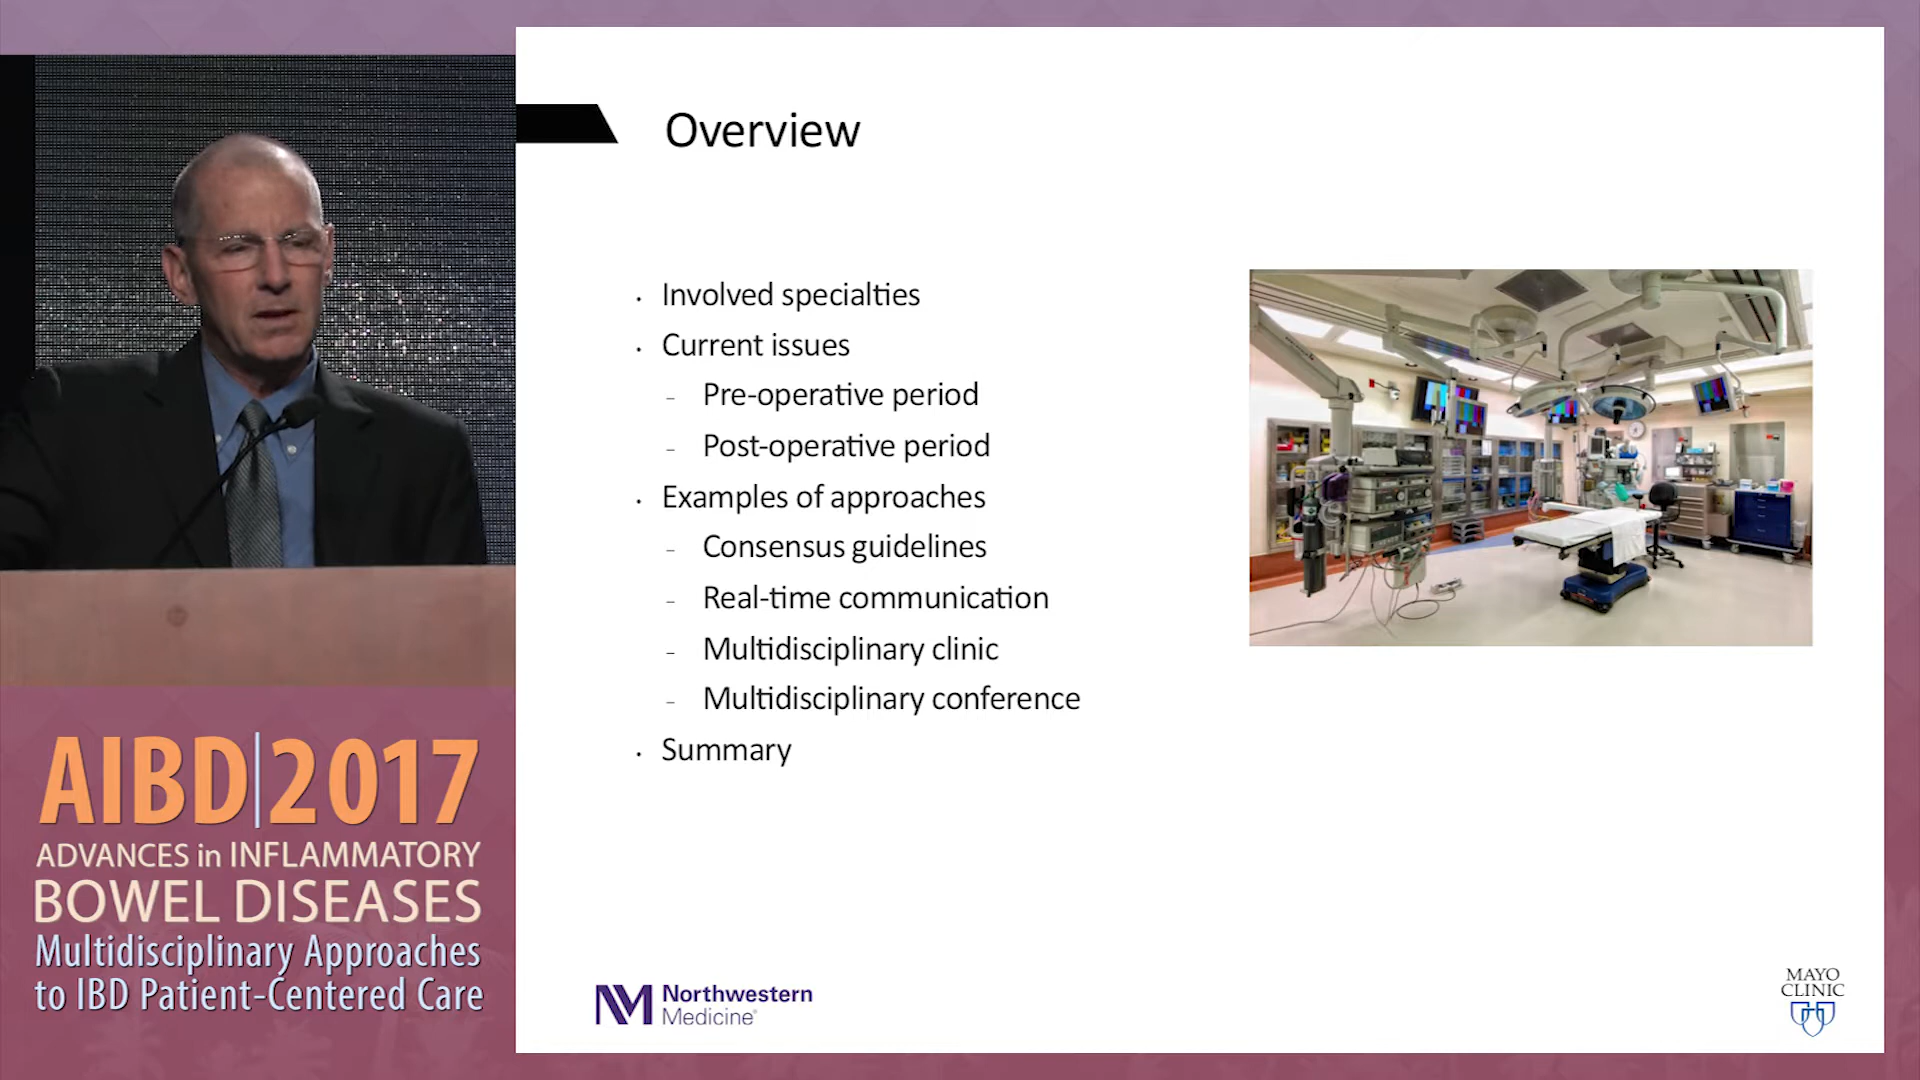 Overview
• Involved specialties
• Current issues
– Pre-operative period
– Post-operative period
• Examples of approaches
– Consensus guidelines
– Real-time communication
– Multidisciplinary clinic
– Multidisciplinary conference
• Summary
AIBD|2017
ADVANCES in INFLAMMATORY
BOWEL DISEASES
Multidisciplinary Approaches
to IBD Patient-Centered Care
NM Northwestern
Medicine®
MAYO
CLINIC